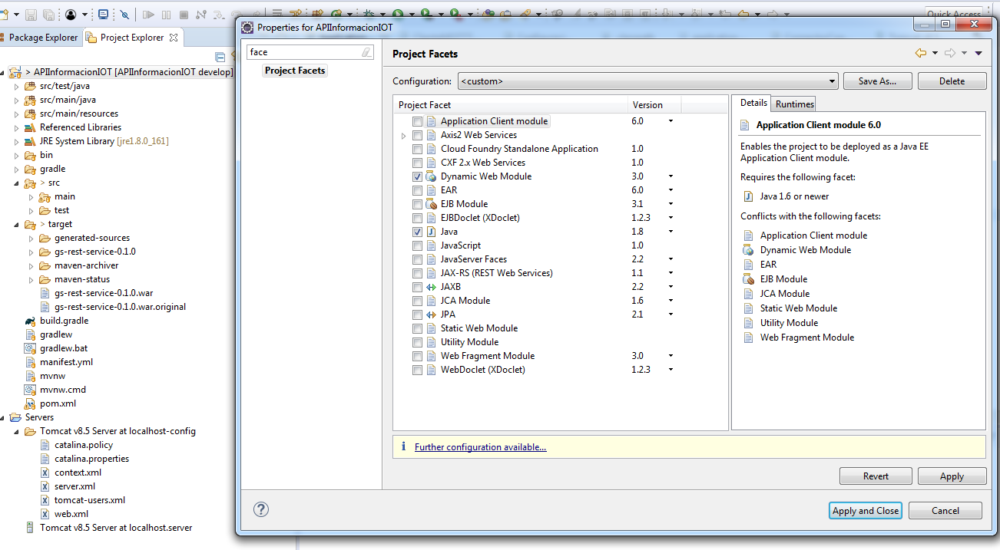 Quick Access
Package Explorer
Project Explorer
> APIInformacionIOT [APIInformacionIOT develop]
src/test/java
src/main/java
src/main/resources
Referenced Libraries
JRE System Library [jre1.8.0_161]
bin
gradle
> src
main
test
> target
generated-sources
gs-rest-service-0.1.0
maven-archiver
maven-status
gs-rest-service-0.1.0.war
gs-rest-service-0.1.0.war.original
build.gradle
gradlew
gradlew.bat
manifest.yml
mvnw
mvnw.cmd
pom.xml
Servers
Tomcat v8.5 Server at localhost-config
catalina.policy
catalina.properties
context.xml
server.xml
tomcat-users.xml
web.xml
Tomcat v8.5 Server at localhost.server
Properties for APIInformacionIOT
face
Project Facets
Project Facets
Configuration: <custom> Save As... Delete
Project Facet Version
Application Client module 6.0
Axis2 Web Services
Cloud Foundry Standalone Application 1.0
CXF 2.x Web Services 1.0
Dynamic Web Module 3.0
EAR 6.0
EJB Module 3.1
EJBDoclet (XDoclet) 1.2.3
Java 1.8
JavaScript 1.0
JavaServer Faces 2.2
JAX-RS (REST Web Services) 1.1
JAXB 2.2
JCA Module 1.6
JPA 2.1
Static Web Module
Utility Module
Web Fragment Module 3.0
WebDoclet (XDoclet) 1.2.3
Details Runtimes
Application Client module 6.0
Enables the project to be deployed as a Java EE
Application Client module.
Requires the following facet:
Java 1.6 or newer
Conflicts with the following facets:
Application Client module
Dynamic Web Module
EAR
EJB Module
JCA Module
Static Web Module
Utility Module
Web Fragment Module
Further configuration available...
Revert Apply
Apply and Close Cancel